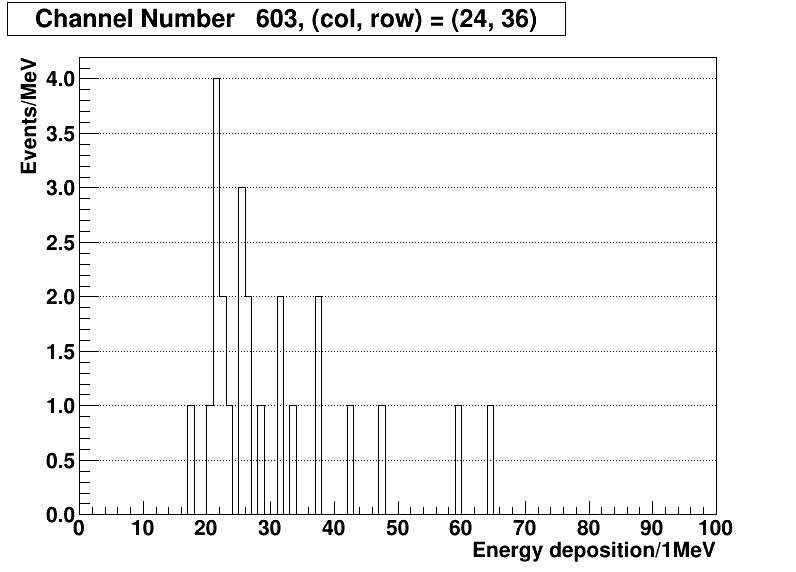 Channel Number 603, (col, row) = (24, 36)
Events/MeV
4.0
3.5
3.0
2.5
2.0
1.5
1.0
0.5
0.0
0 10 20 30 40 50 60 70 80 90 100
Energy deposition/1MeV